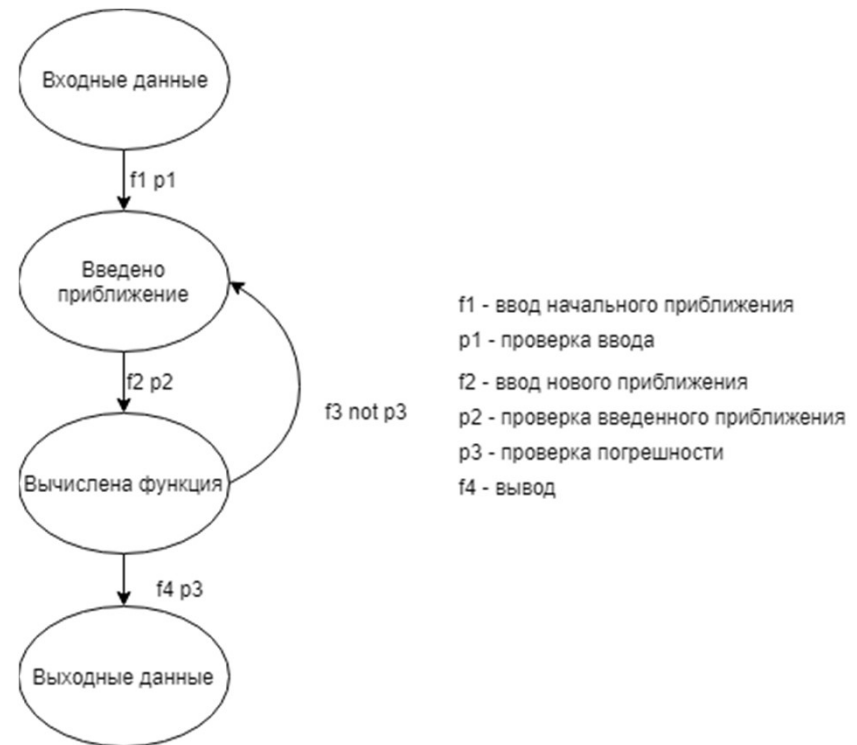 Входные данные
f1 p1
Введено
приближение
f2 p2
Вычислена функция
f3 not p3
f4 p3
Выходные данные
f1 - ввод начального приближения
p1 - проверка ввода
f2 - ввод нового приближения
p2 - проверка введенного приближения
p3 - проверка погрешности
f4 - вывод